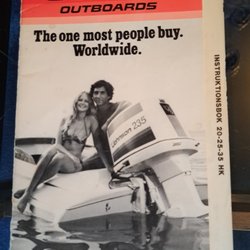 OUTBOARDS
The one most people buy.
Worldwide.
Johnson 235
INSTRUKTIONSBOK 20-25-35 HK